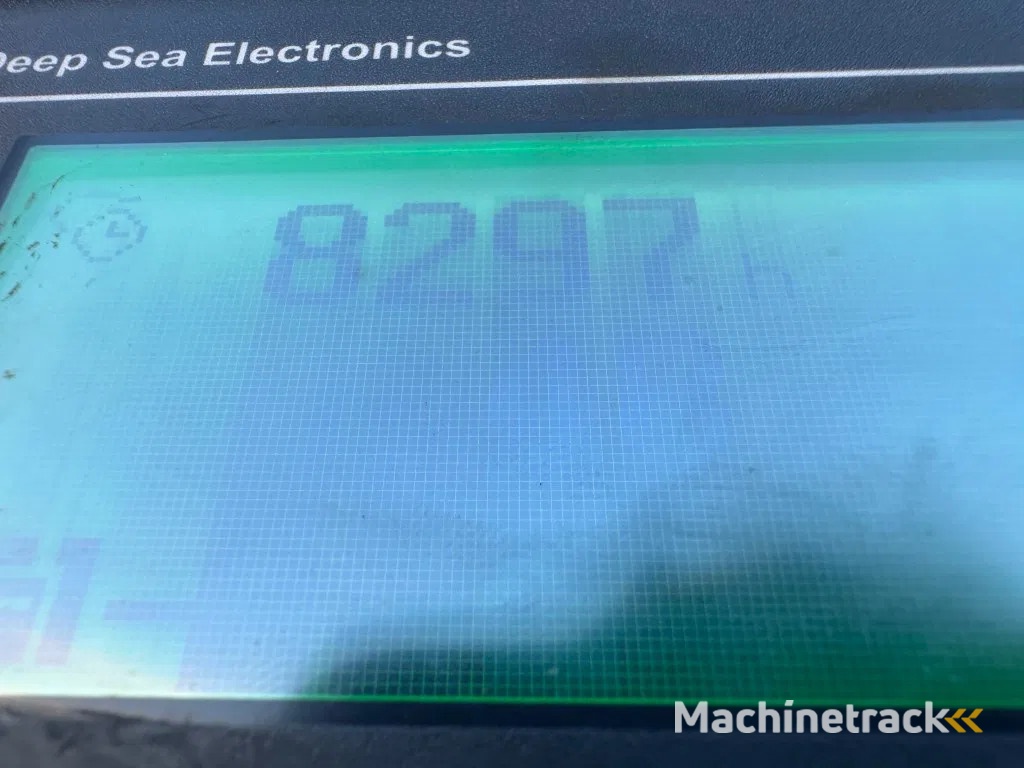 Deep Sea Electronics
8297 h
Machinetrack